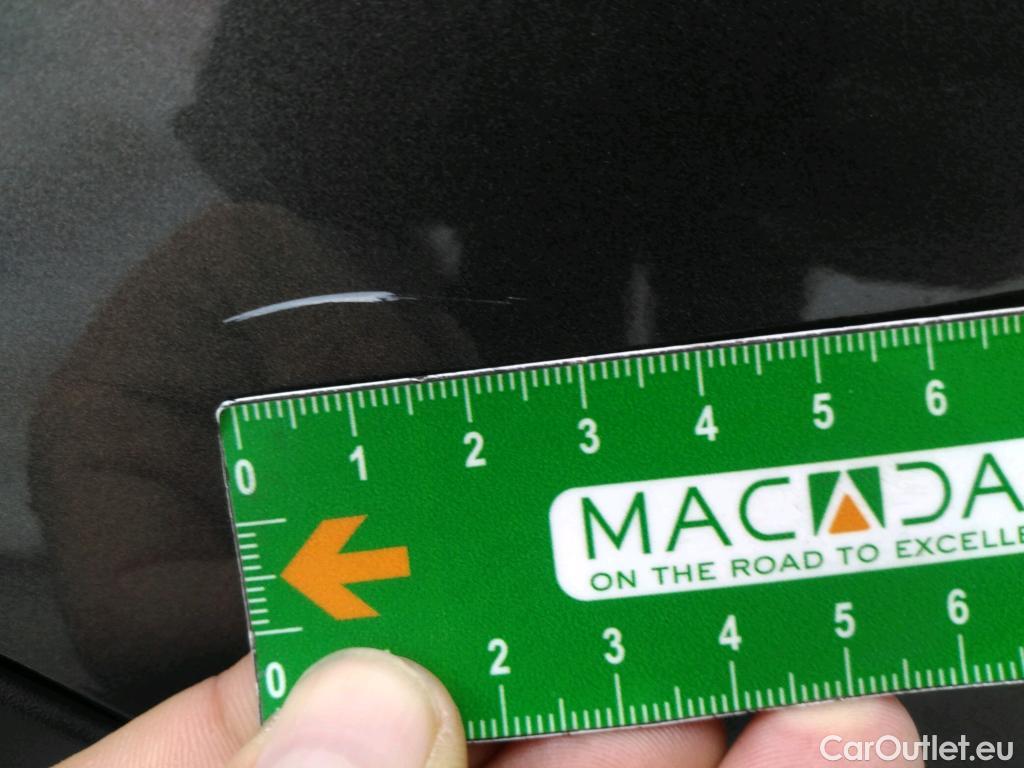 0 1 2 3 4 5 6
MACADA
ON THE ROAD TO EXCELLE
0 2 3 4 5 6
CarOutlet.eu